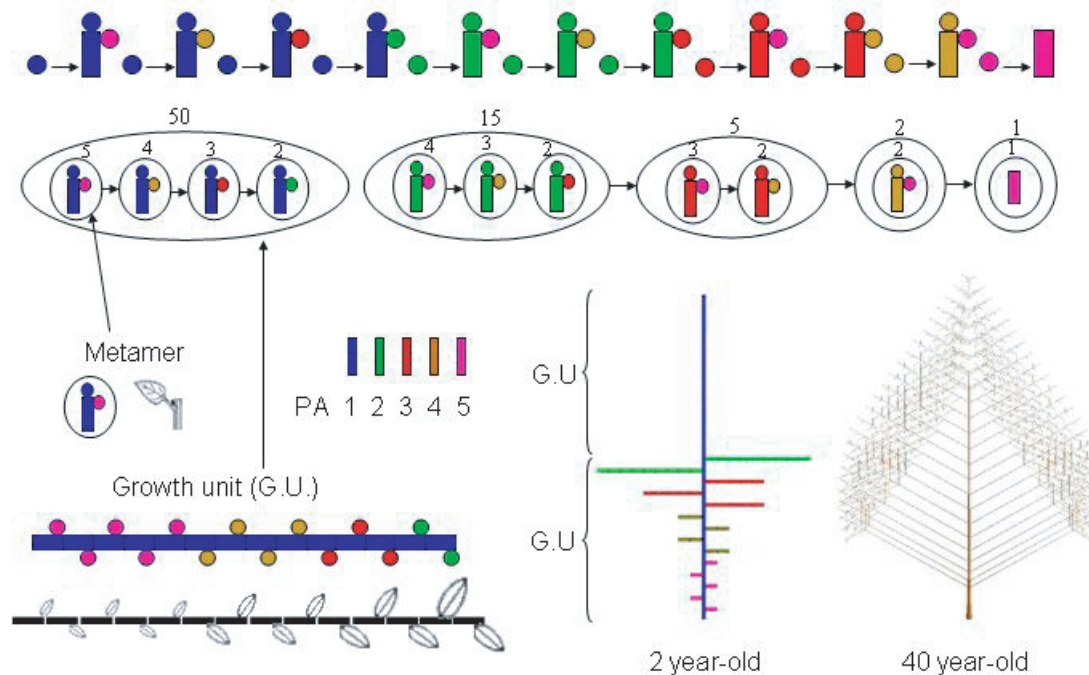 50 15 5 2 1
5 4 3 2 4 3 2 3 2 2 1
Metamer
PA 1 2 3 4 5
Growth unit (G.U.)
G.U
G.U
2 year-old 40 year-old